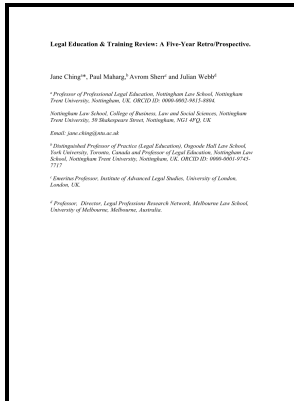 Legal Education & Training Review: A Five-Year Retro/Prospective.
Jane Chingᵃ*, Paul Maharg,ᵇ Avrom Sherrᶜ and Julian Webbᵈ
ᵃ Professor of Professional Legal Education, Nottingham Law School, Nottingham
Trent University, Nottingham, UK. ORCID ID: 0000-0002-9815-8804.
Nottingham Law School, College of Business, Law and Social Sciences, Nottingham
Trent University, 50 Shakespeare Street, Nottingham, NG1 4FQ, UK
Email: jane.ching@ntu.ac.uk
ᵇ Distinguished Professor of Practice (Legal Education), Osgoode Hall Law School,
York University, Toronto, Canada and Professor of Legal Education, Nottingham Law
School, Nottingham Trent University, Nottingham, UK. ORCID ID: 0000-0001-9745-
7717
ᶜ Emeritus Professor, Institute of Advanced Legal Studies, University of London.
London, UK.
ᵈ Professor, Director, Legal Professions Research Network, Melbourne Law School,
University of Melbourne, Melbourne, Australia.